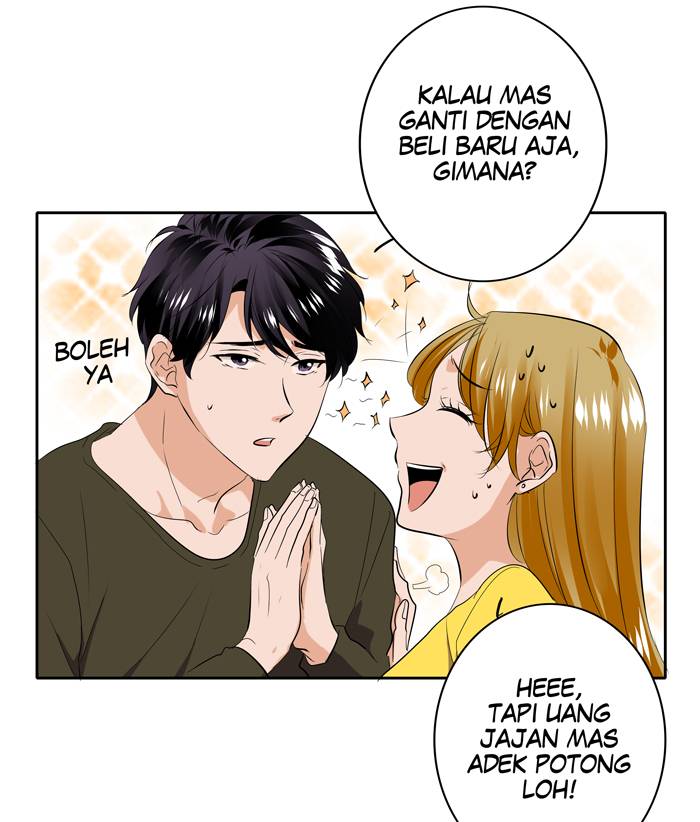 KALAU MAS
GANTI DENGAN
BELI BARU AJA,
GIMANA?
BOLEH
YA
HEEE,
TAPI UANG
JAJAN MAS
ADEK POTONG
LOH!